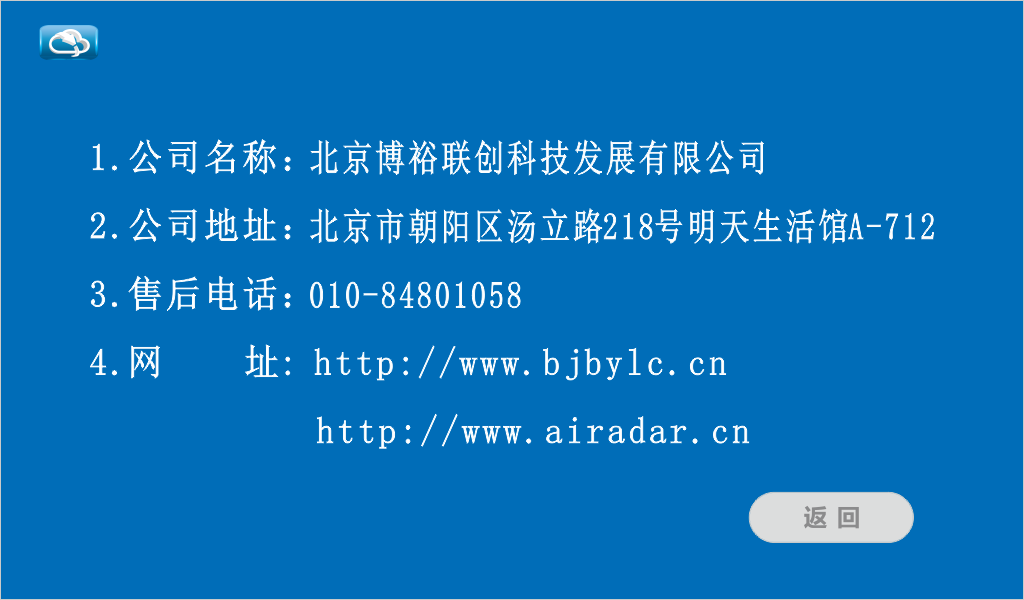 1.公司名称：北京博裕联创科技发展有限公司
2.公司地址：北京市朝阳区汤立路218号明天生活馆A-712
3.售后电话：010-84801058
4.网　　址: http://www.bjbylc.cn
http://www.airadar.cn
返回